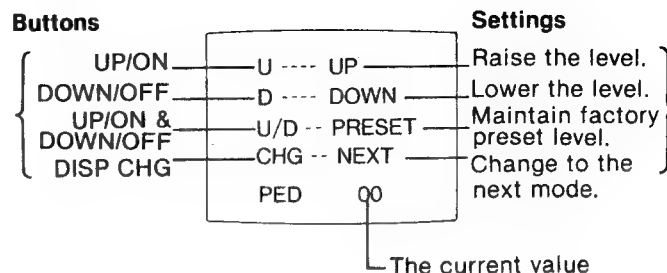 Buttons
Settings
UP/ON
U ---- UP
Raise the level.
DOWN/OFF
D ---- DOWN
Lower the level.
UP/ON &
DOWN/OFF
U/D -- PRESET
Maintain factory
preset level.
DISP CHG
CHG -- NEXT
Change to the
next mode.
PED 00
The current value